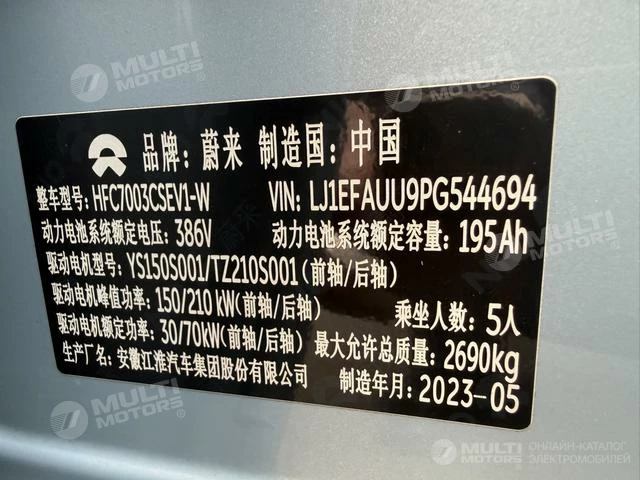 品牌: 蔚来 制造国: 中国
整车型号: HFC7003CSEV1-W VIN: LJ1EFAUU9PG544694
动力电池系统额定电压: 386V 动力电池系统额定容量: 195Ah
驱动电机型号: YS150S001/TZ210S001(前轴/后轴)
驱动电机峰值功率: 150/210kW(前轴/后轴) 乘坐人数: 5人
驱动电机额定功率: 30/70kW(前轴/后轴) 最大允许总质量: 2690kg
生产厂名: 安徽江淮汽车集团股份有限公司 制造年月: 2023-05
MULTI MOTORS
MULTI MOTORS
MULTI MOTORS
MULTI MOTORS
MULTI MOTORS ОНЛАЙН-КАТАЛОГ ЭЛЕКТРОМОБИЛЕЙ